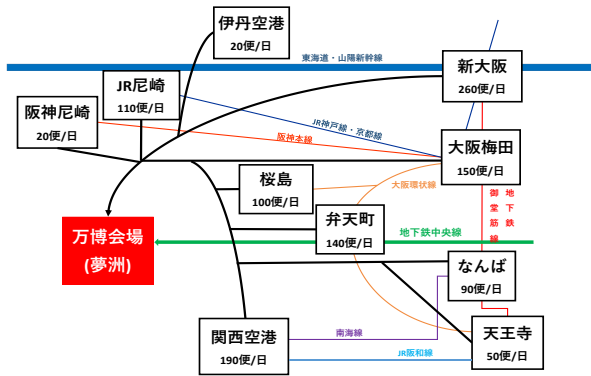 伊丹空港
20便/日
東海道・山陽新幹線
新大阪
260便/日
JR尼崎
110便/日
阪神尼崎
20便/日
JR神戸線・京都線
阪神本線
大阪梅田
150便/日
桜島
100便/日
大阪環状線
地下鉄
御堂筋線
弁天町
140便/日
地下鉄中央線
万博会場
(夢洲)
なんば
90便/日
関西空港
190便/日
南海線
JR阪和線
天王寺
50便/日